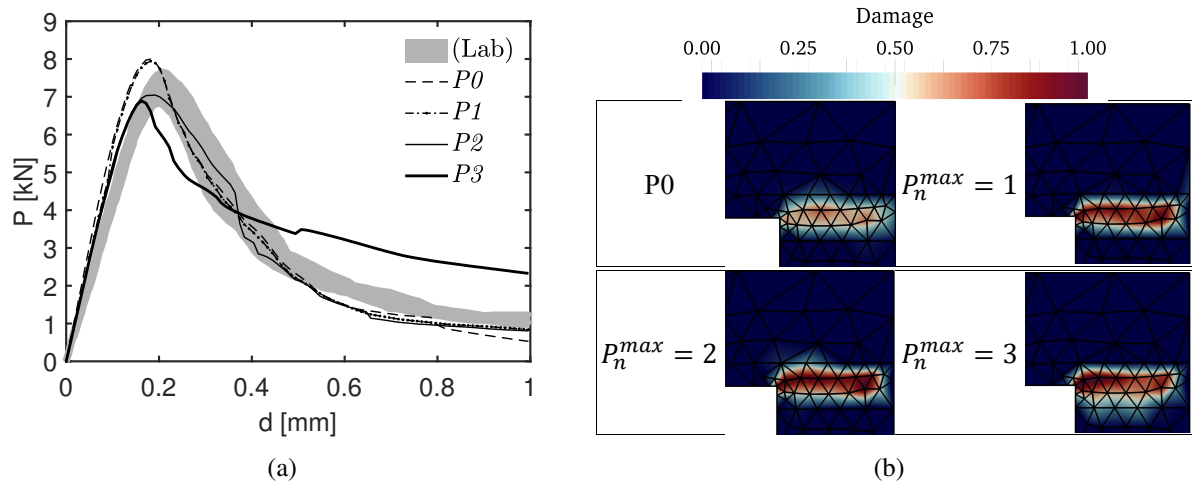 9
8
7
6
5
4
3
2
1
0
P [kN]
0 0.2 0.4 0.6 0.8 1
d [mm]
(Lab)
P0
P1
P2
P3
(a)
Damage
0.00 0.25 0.50 0.75 1.00
P0
P_n^{max} = 1
P_n^{max} = 2
P_n^{max} = 3
(b)